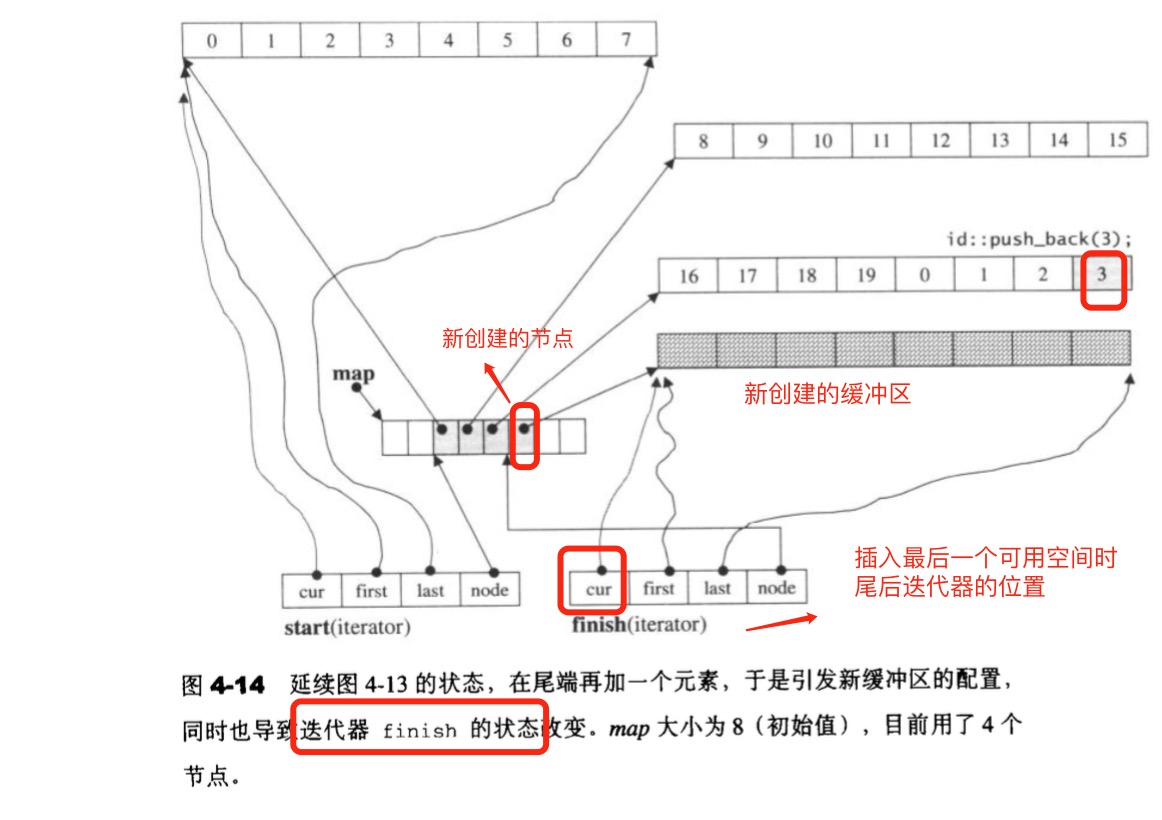 0 1 2 3 4 5 6 7
8 9 10 11 12 13 14 15
id::push_back(3);
16 17 18 19 0 1 2 3
新创建的节点
map
新创建的缓冲区
插入最后一个可用空间时
尾后迭代器的位置
cur first last node
cur first last node
start(iterator)
finish(iterator)
图 4-14 延续图 4-13 的状态，在尾端再加一个元素，于是引发新缓冲区的配置，
同时也导致迭代器 finish 的状态改变。map 大小为 8（初始值），目前用了 4 个
节点。